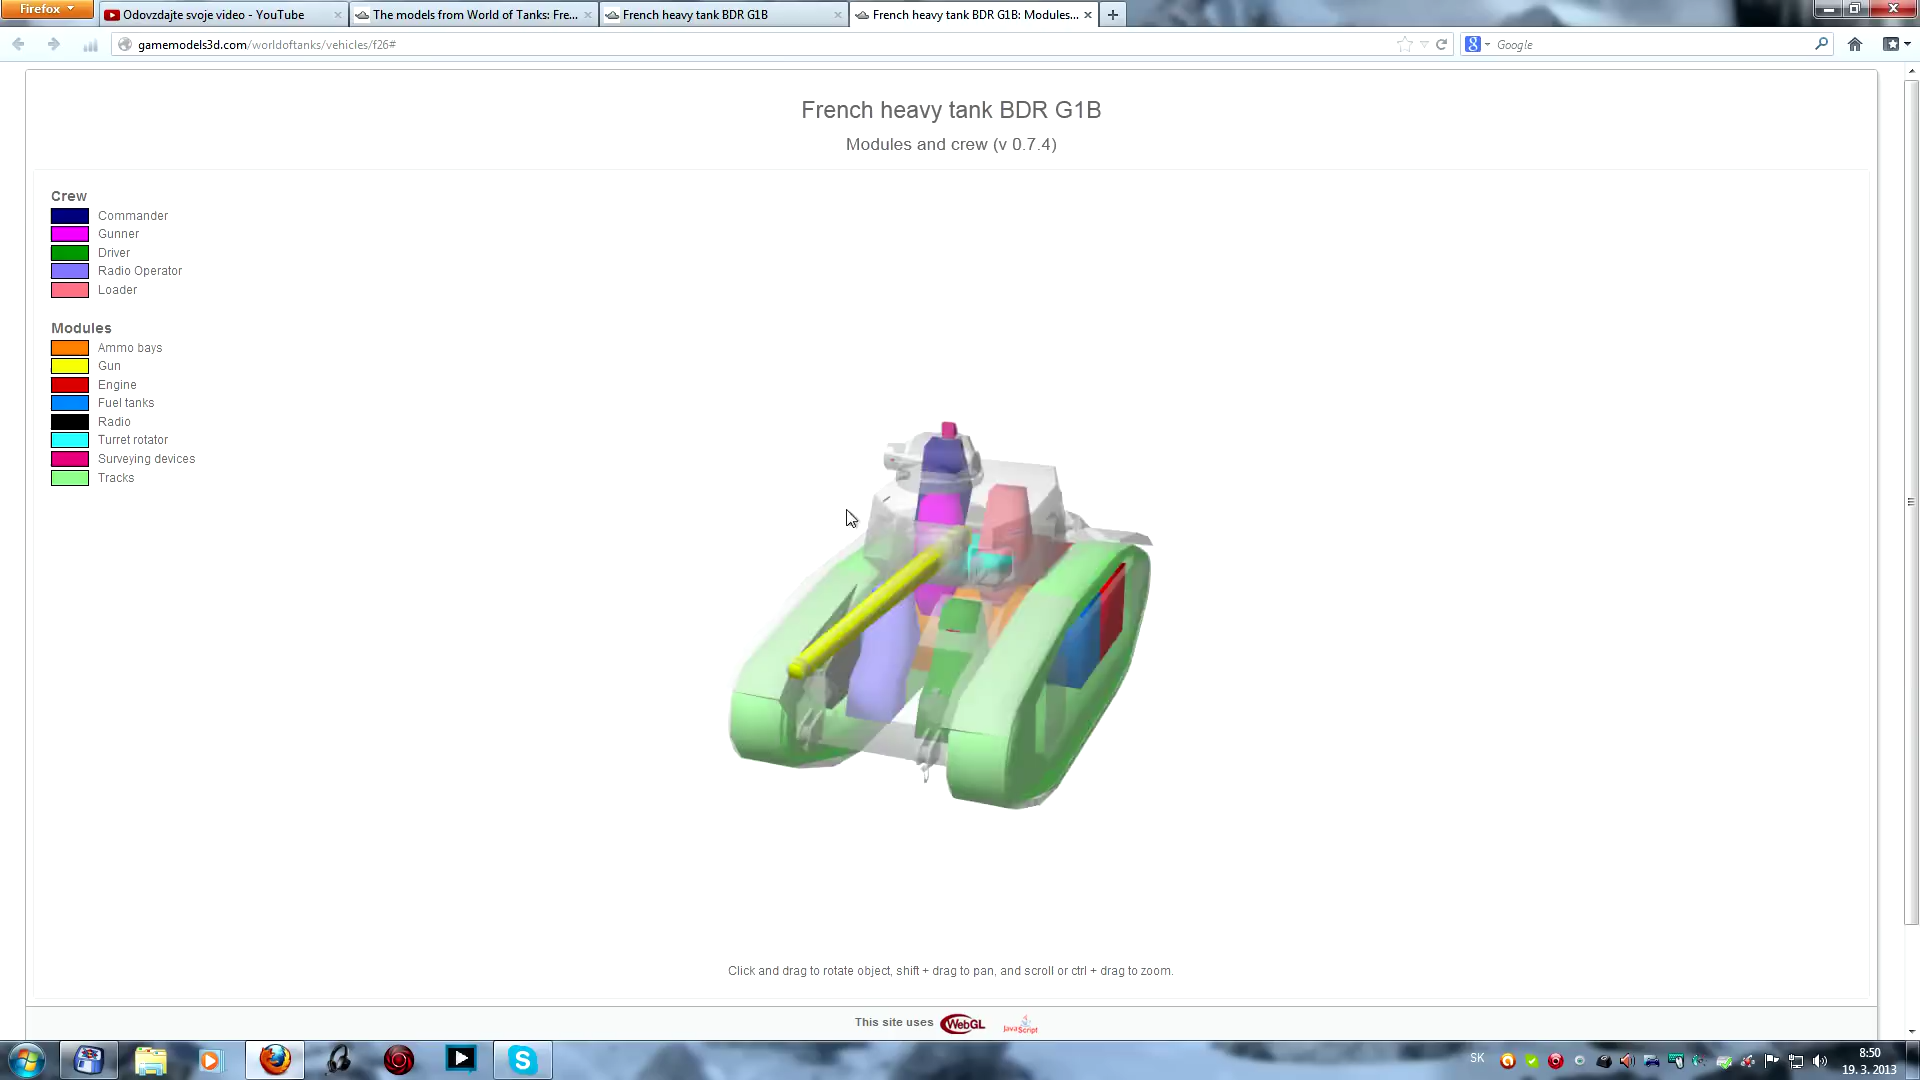 Firefox
Odovzdajte svoje video - YouTube
The models from World of Tanks: Fre...
French heavy tank BDR G1B
French heavy tank BDR G1B: Modules...
gamemodels3d.com/worldoftanks/vehicles/f26#
Google
French heavy tank BDR G1B
Modules and crew (v 0.7.4)
Crew
Commander
Gunner
Driver
Radio Operator
Loader
Modules
Ammo bays
Gun
Engine
Fuel tanks
Radio
Turret rotator
Surveying devices
Tracks
Click and drag to rotate object, shift + drag to pan, and scroll or ctrl + drag to zoom.
This site uses WebGL JavaScript
SK
8:50
19. 3. 2013